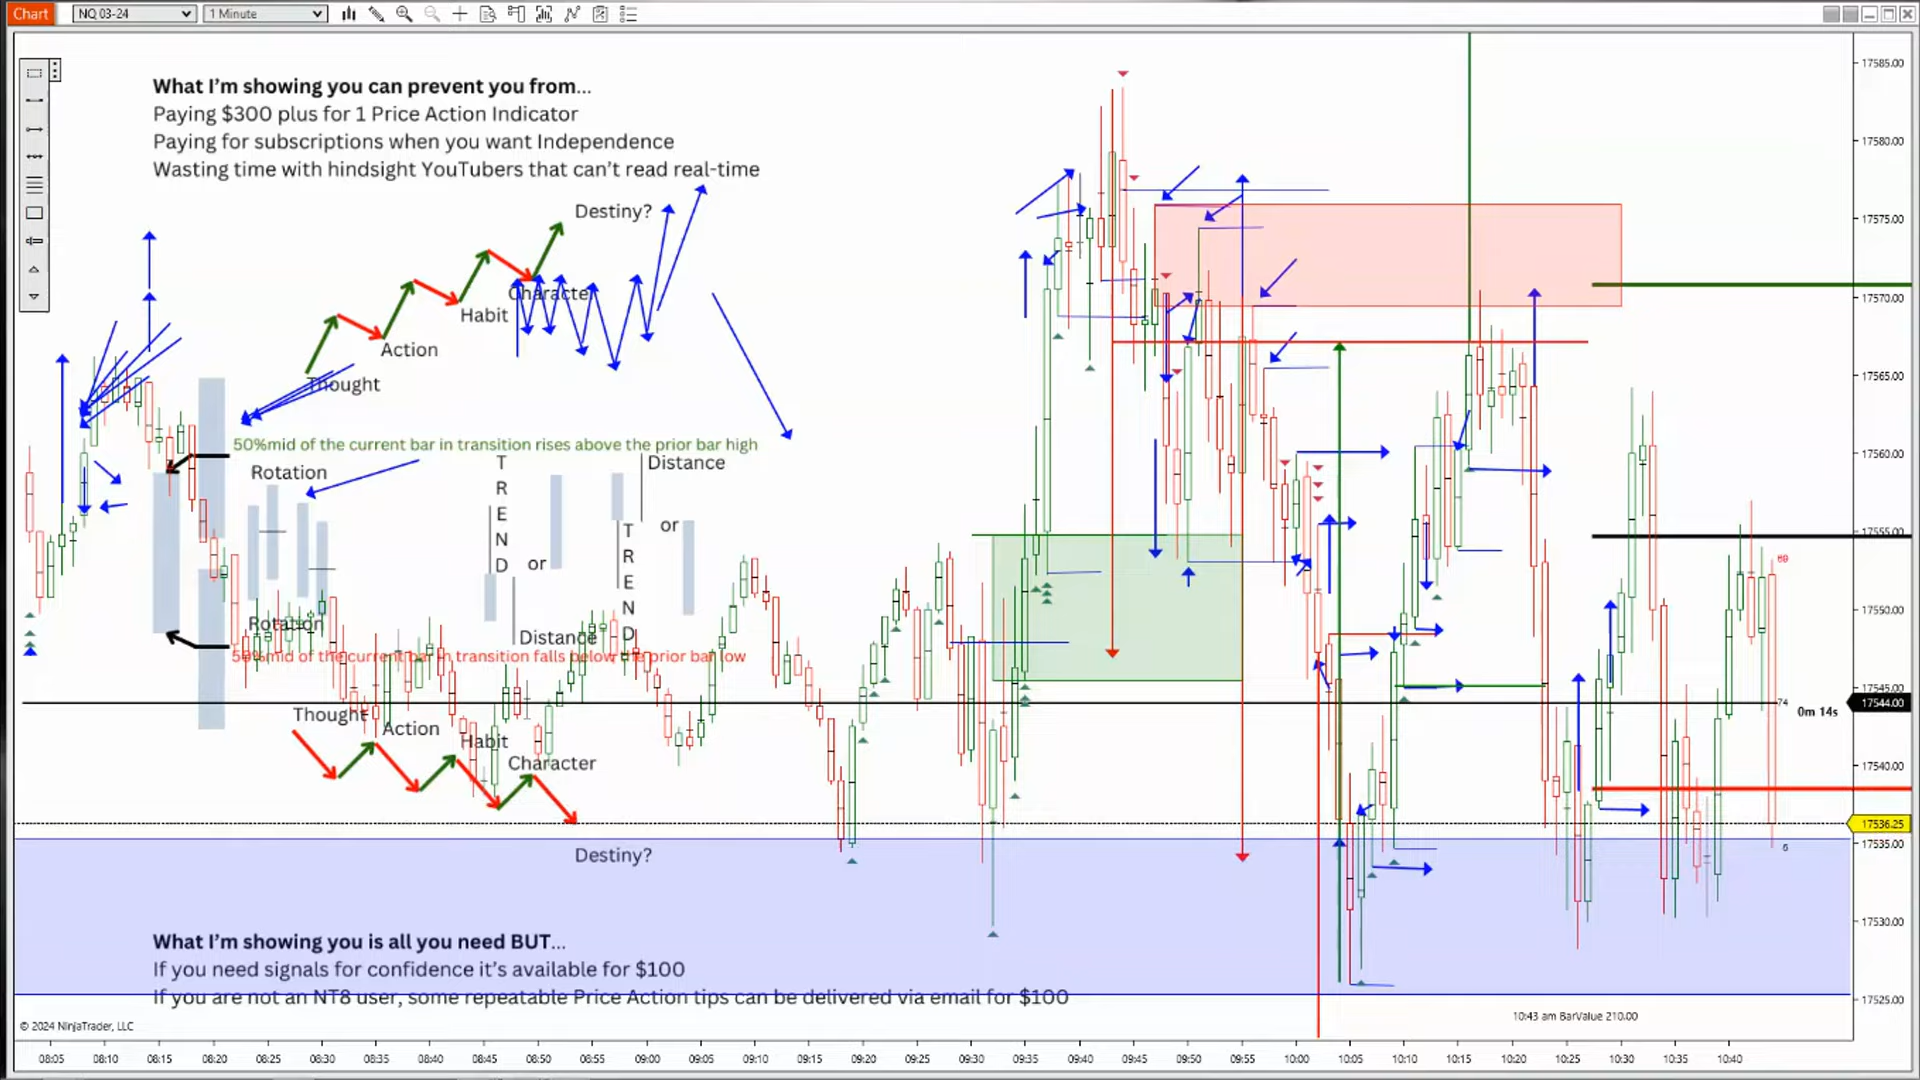 Chart
NQ 03-24
1 Minute
What I'm showing you can prevent you from...
Paying $300 plus for 1 Price Action Indicator
Paying for subscriptions when you want Independence
Wasting time with hindsight YouTubers that can't read real-time
Destiny?
Character
Habit
Action
Thought
50%mid of the current bar in transition rises above the prior bar high
Rotation
TREND
or
Distance
Distance
or
TREND
Rotation
50%mid of the current bar in transition falls below the prior bar low
Thought
Action
Habit
Character
Destiny?
What I'm showing you is all you need BUT...
If you need signals for confidence it's available for $100
If you are not an NT8 user, some repeatable Price Action tips can be delivered via email for $100
© 2024 NinjaTrader, LLC
10:43 am BarValue 210.00
69
74
0m 14s
6
17585.00
17580.00
17575.00
17570.00
17565.00
17560.00
17555.00
17550.00
17545.00
17544.00
17540.00
17536.25
17535.00
17530.00
17525.00
08:05 08:10 08:15 08:20 08:25 08:30 08:35 08:40 08:45 08:50 08:55 09:00 09:05 09:10 09:15 09:20 09:25 09:30 09:35 09:40 09:45 09:50 09:55 10:00 10:05 10:10 10:15 10:20 10:25 10:30 10:35 10:40